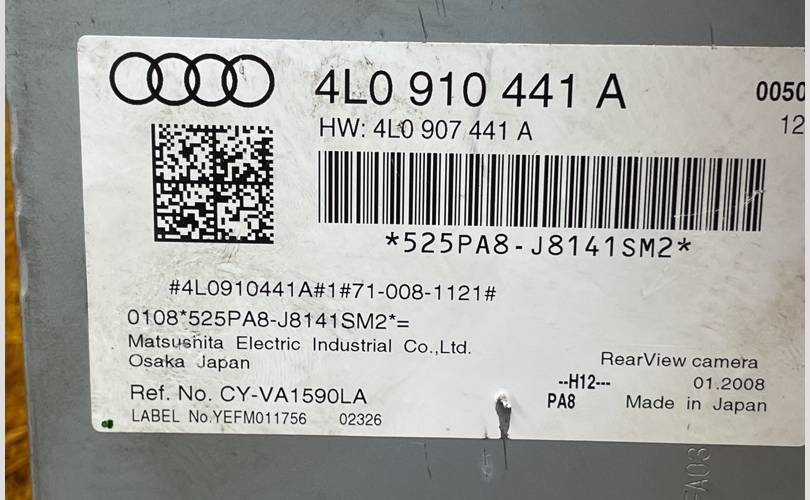 4L0 910 441 A
0050
HW: 4L0 907 441 A
12
*525PA8-J8141SM2*
#4L0910441A#1#71-008-1121#
0108*525PA8-J8141SM2*=
Matsushita Electric Industrial Co.,Ltd.
Osaka Japan
RearView camera
--H12---
01.2008
Ref. No. CY-VA1590LA
PA8
Made in Japan
LABEL No.YEFM011756
02326
FA03